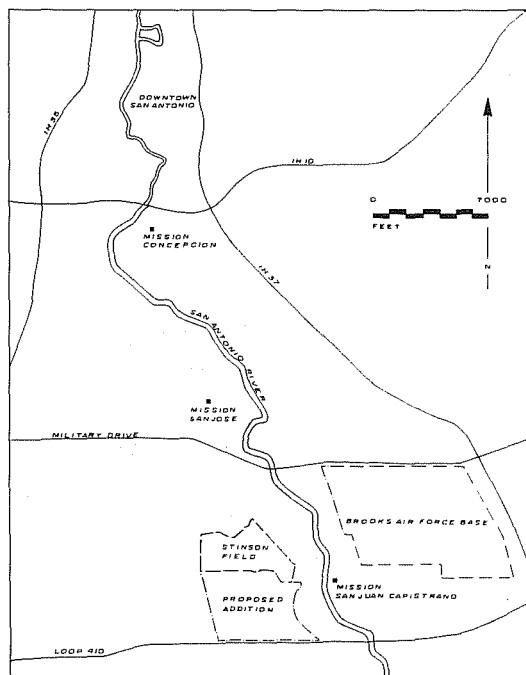 DOWNTOWN
SAN ANTONIO
IH 35
IH 10
0 7000
FEET
N
MISSION
CONCEPCION
IH 37
SAN ANTONIO RIVER
MISSION
SAN JOSE
MILITARY DRIVE
BROOKS AIR FORCE BASE
STINSON
FIELD
MISSION
SAN JUAN CAPISTRANO
PROPOSED
ADDITION
LOOP 410